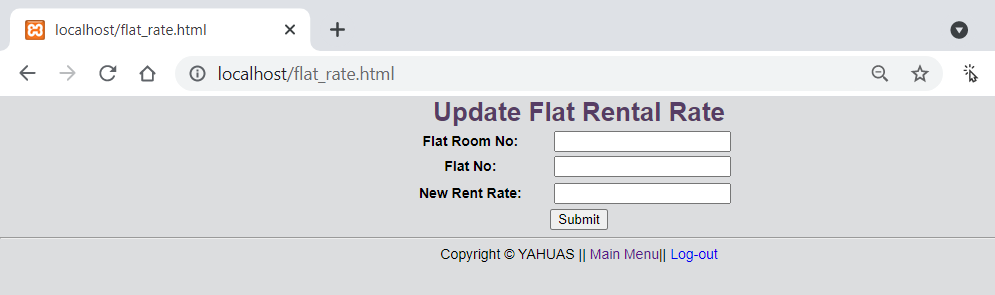 localhost/flat_rate.html
localhost/flat_rate.html
Update Flat Rental Rate
Flat Room No:
Flat No:
New Rent Rate:
Submit
Copyright © YAHUAS || Main Menu|| Log-out